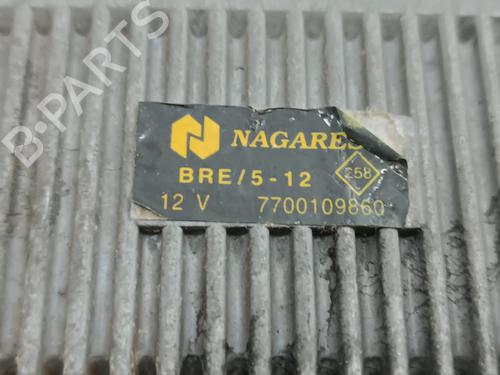 B-PARTS
NAGARES
BRE/5-12
258
12 V 7700109860